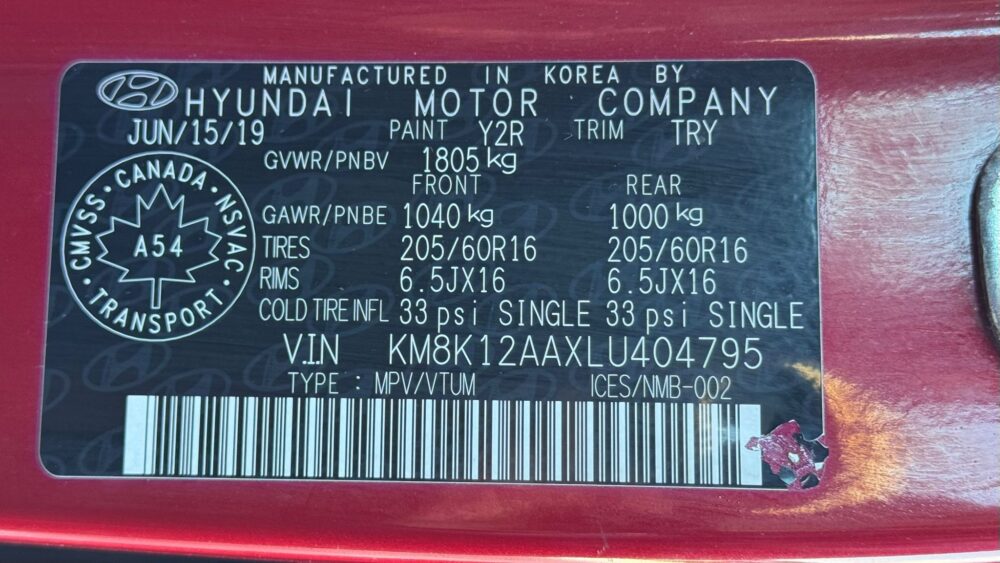 MANUFACTURED IN KOREA BY
HYUNDAI MOTOR COMPANY
JUN/15/19 PAINT Y2R TRIM TRY
GVWR/PNBV 1805 kg
FRONT REAR
GAWR/PNBE 1040 kg 1000 kg
TIRES 205/60R16 205/60R16
RIMS 6.5JX16 6.5JX16
COLD TIRE INFL 33 psi SINGLE 33 psi SINGLE
V.I.N KM8K12AAXLU404795
TYPE : MPV/VTUM ICES/NMB-002
CMVSS · CANADA · NSVAC · TRANSPORT ·
A54